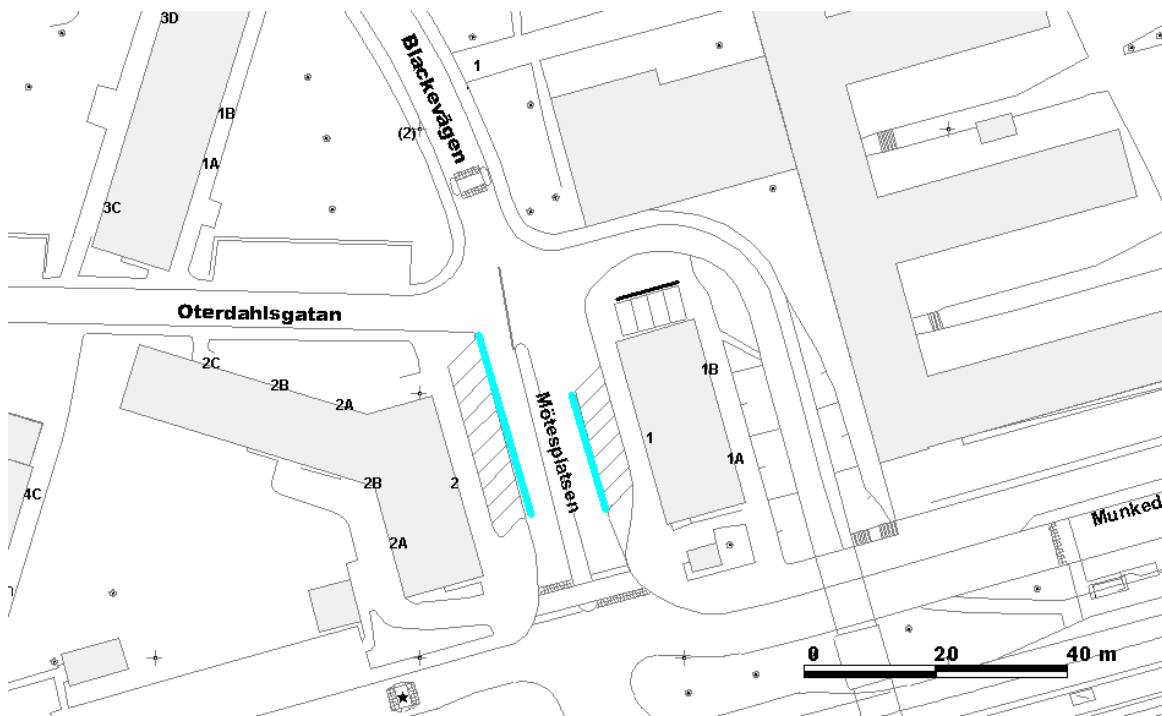 3D
Blackevägen
1
1B
(2)
1A
3C
Oterdahlsgatan
2C
2B
2A
1B
Mötesplatsen
1
1A
2B
2
4C
2A
Munked
0 20 40 m